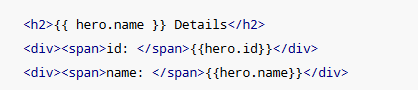 <h2>{{ hero.name }} Details</h2>
<div><span>id: </span>{{hero.id}}</div>
<div><span>name: </span>{{hero.name}}</div>